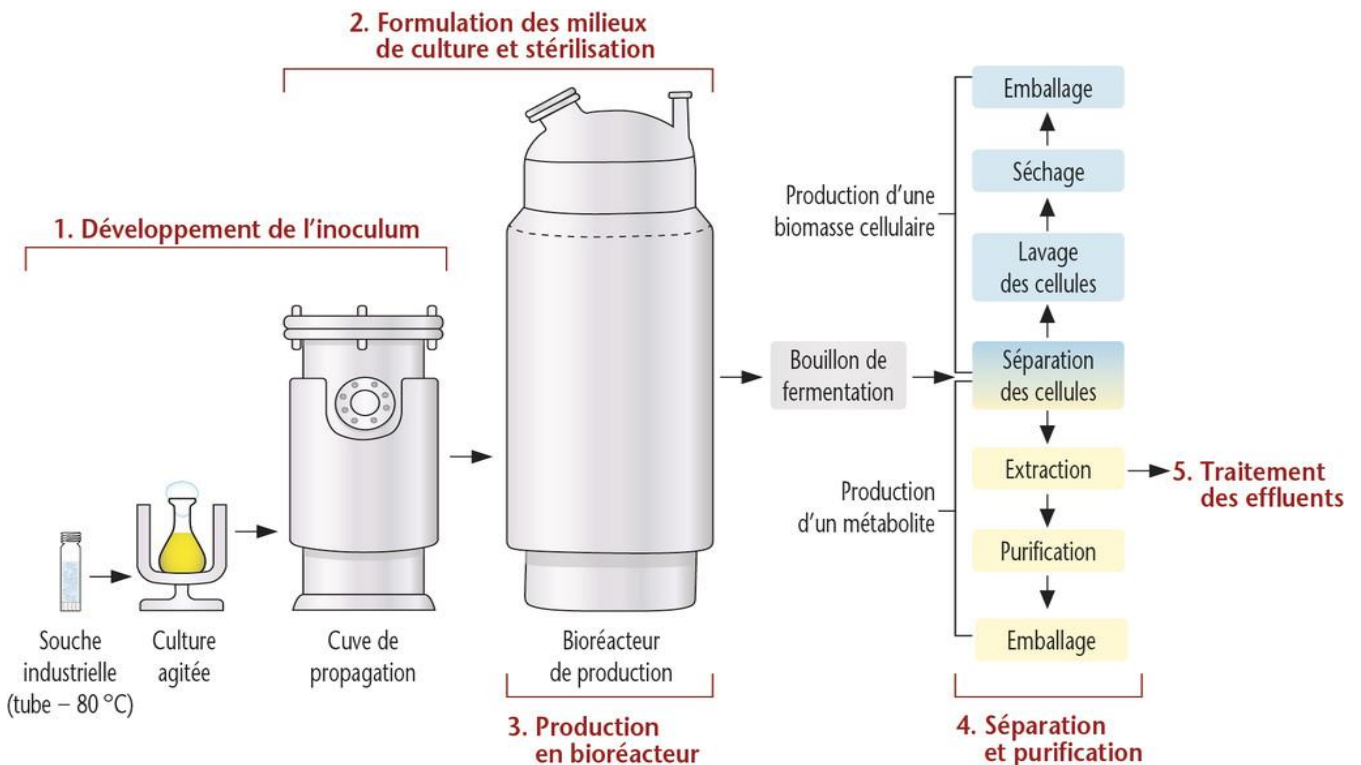 2. Formulation des milieux
de culture et stérilisation
1. Développement de l'inoculum
Souche
industrielle
(tube – 80 °C)
Culture
agitée
Cuve de
propagation
Bioréacteur
de production
3. Production
en bioréacteur
Bouillon de
fermentation
Production d'une
biomasse cellulaire
Emballage
Séchage
Lavage
des cellules
Séparation
des cellules
Production
d'un métabolite
Extraction
Purification
Emballage
4. Séparation
et purification
5. Traitement
des effluents